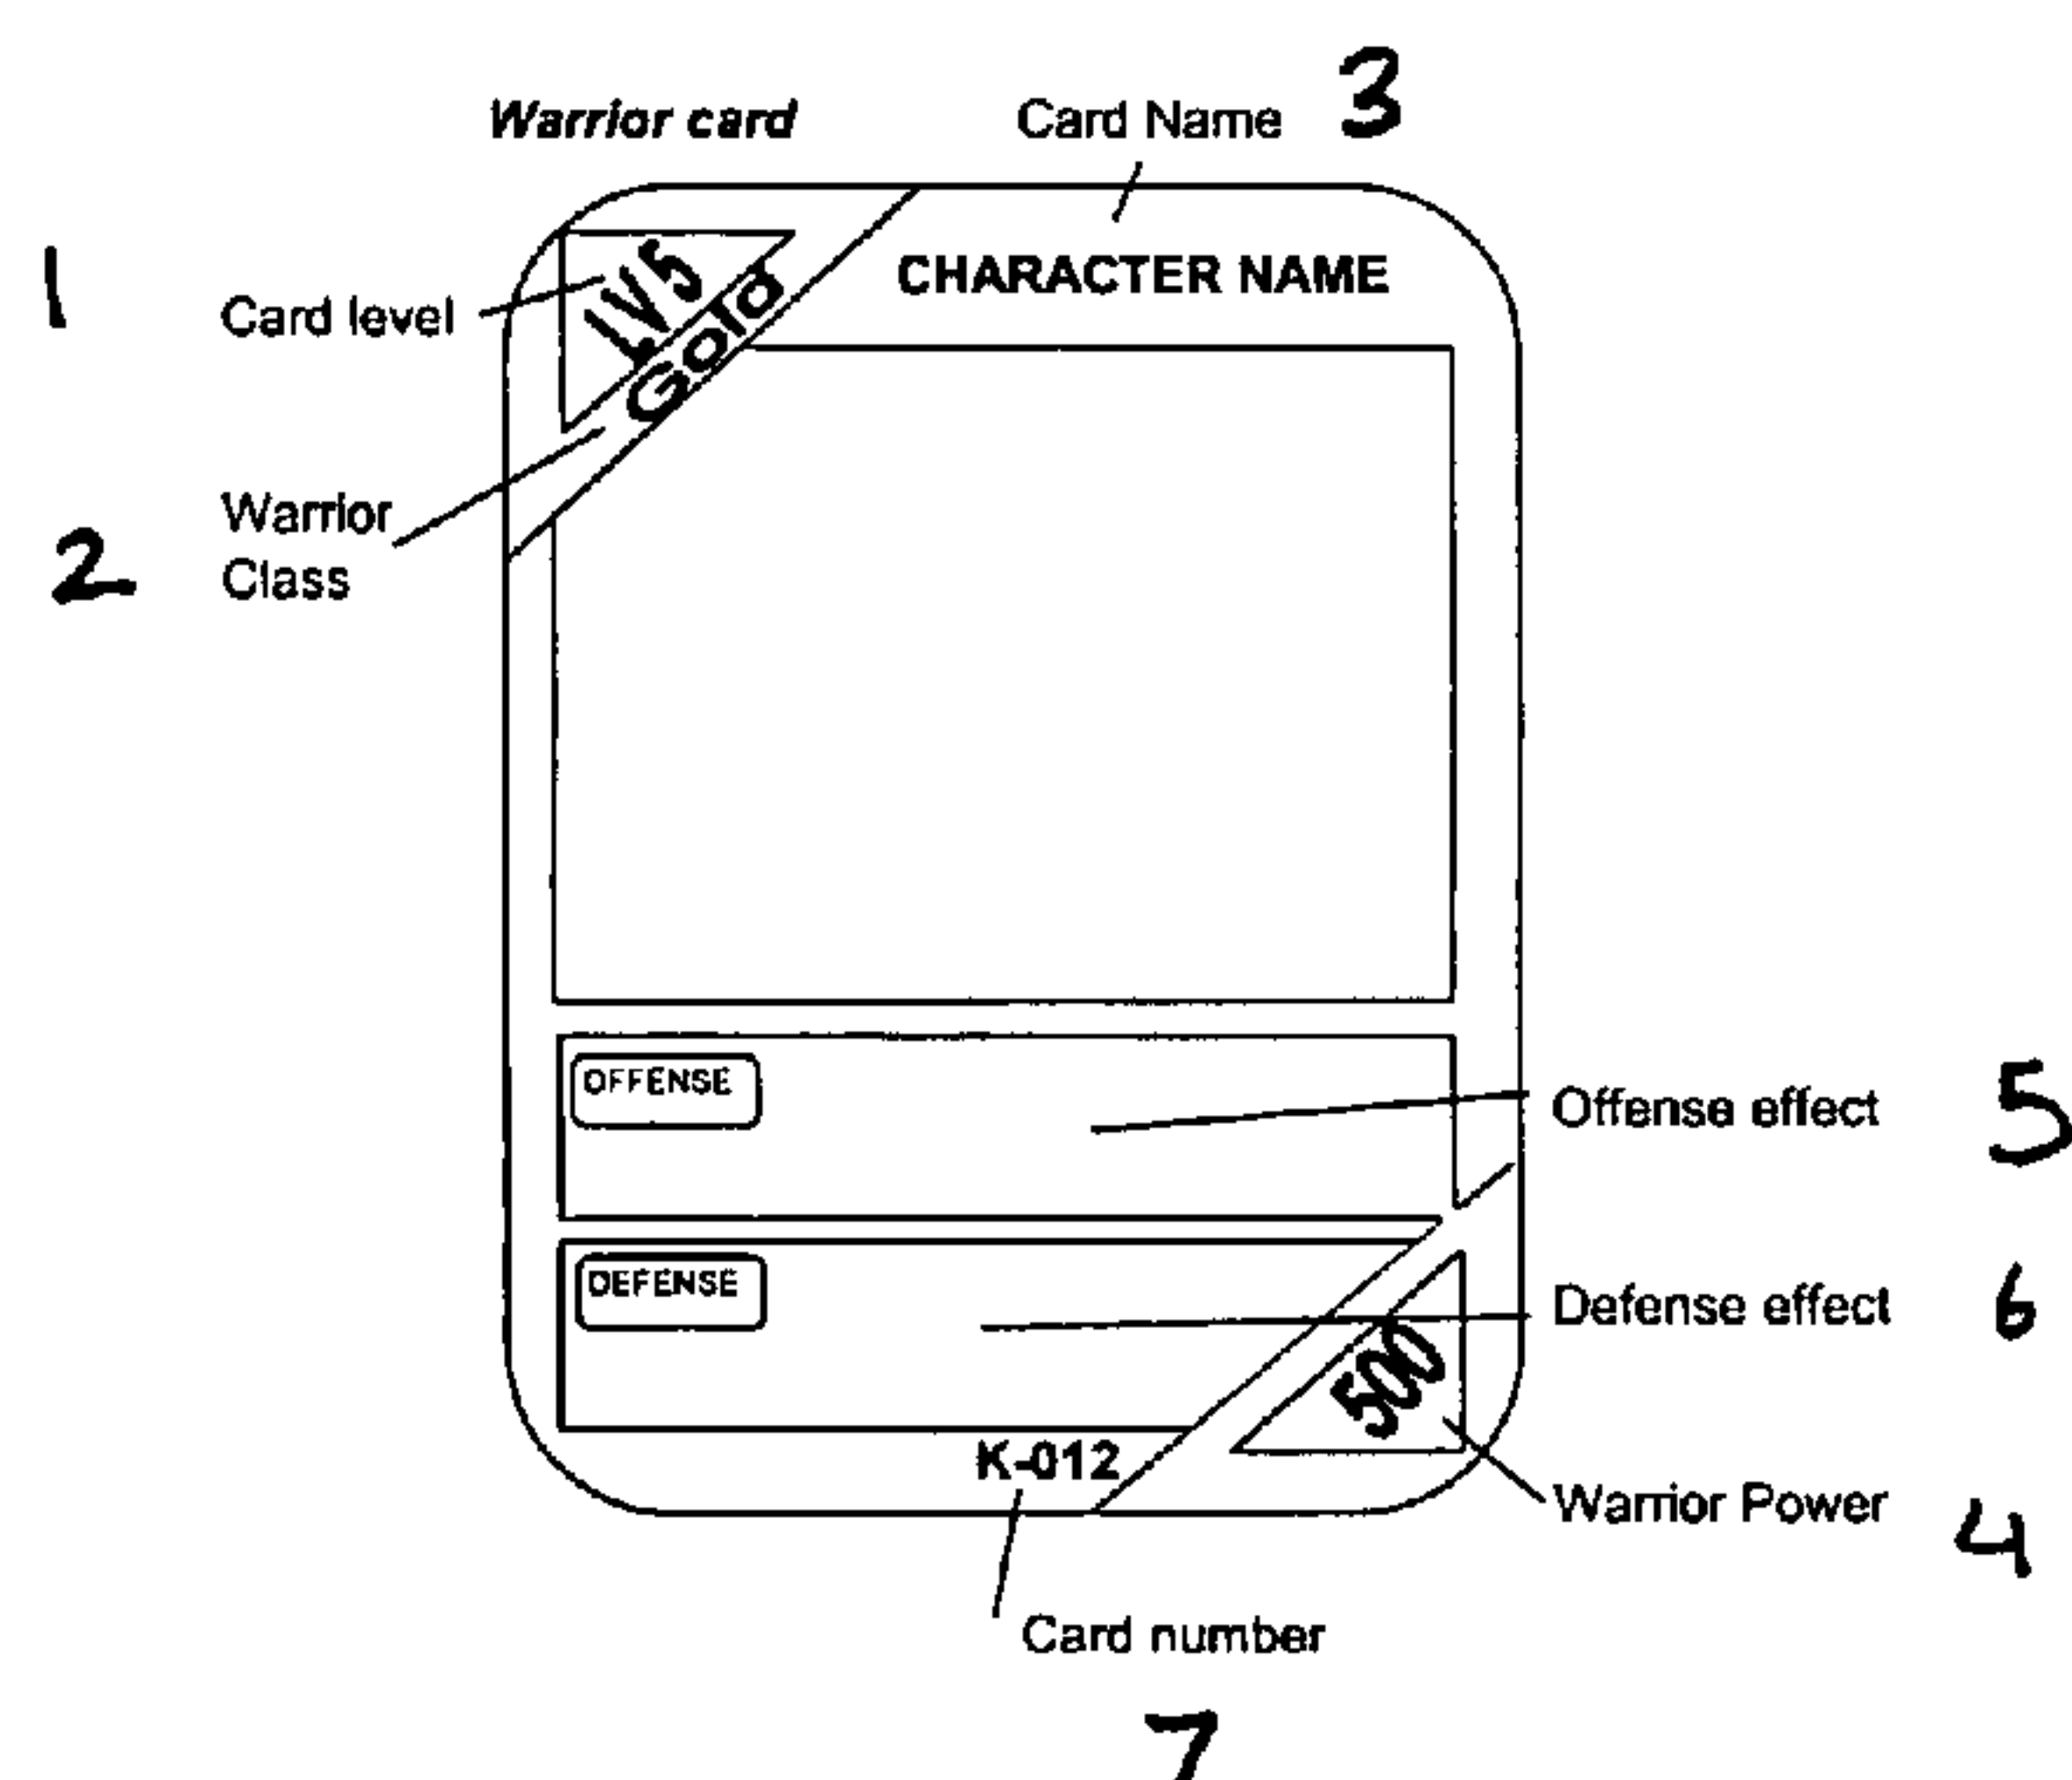 Warrior card
Card Name 3
CHARACTER NAME
1 Card level
LV5
Gold
2 Warrior
Class
OFFENSE
Offense effect 5
DEFENSE
Defense effect 6
500
K-012
Warrior Power 4
Card number
7